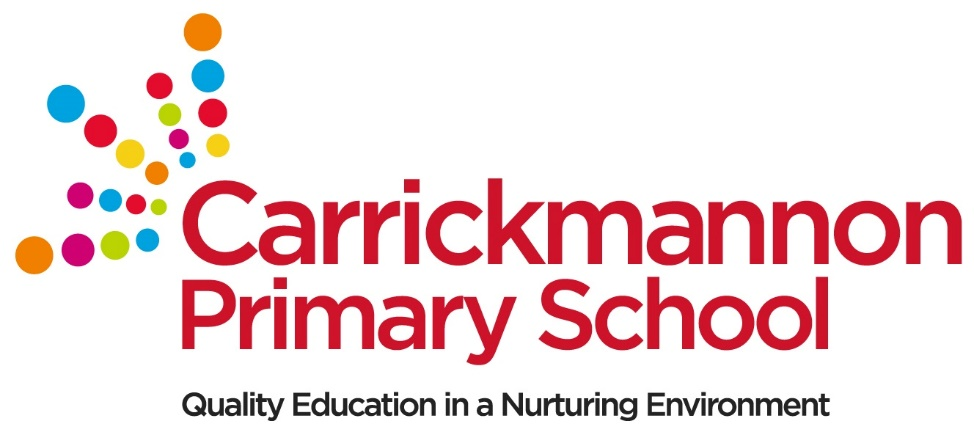 Carrickmannon
Primary School
Quality Education in a Nurturing Environment